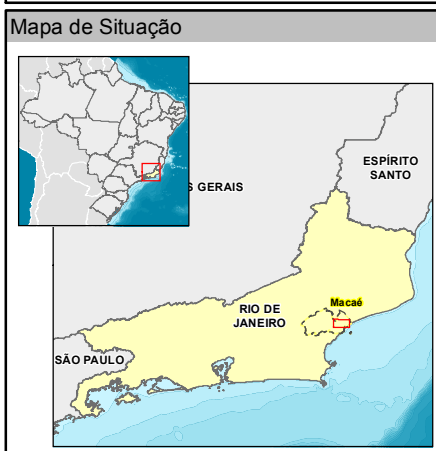 Mapa de Situação
S GERAIS
ESPÍRITO
SANTO
Macaé
RIO DE
JANEIRO
SÃO PAULO